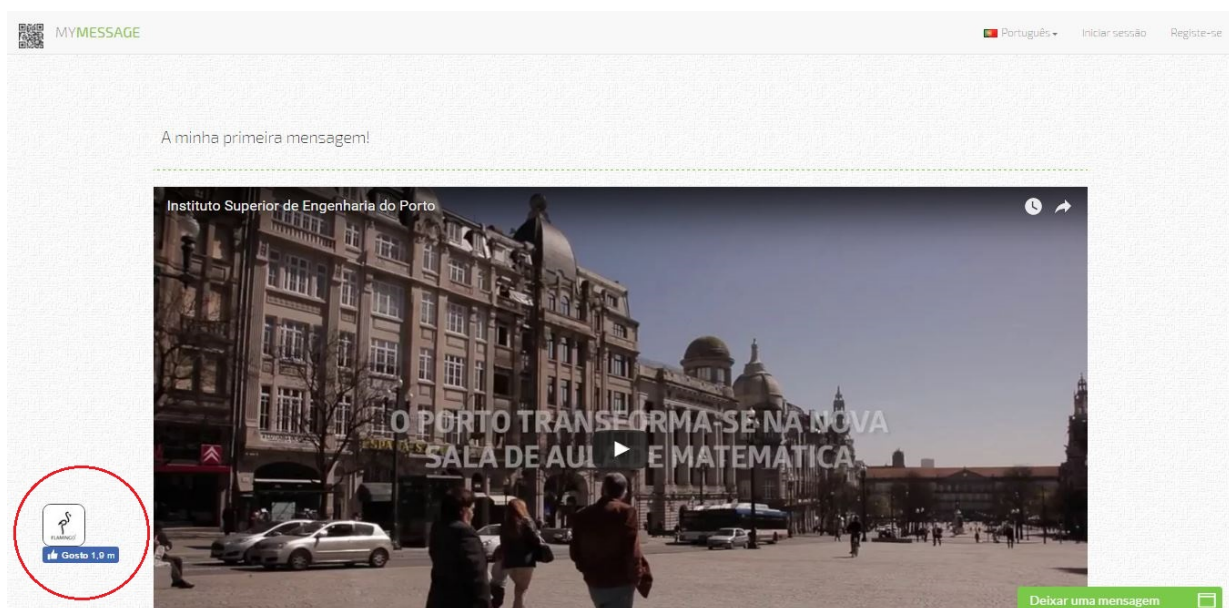 MYMESSAGE
Português
Iniciar sessão
Registe-se
A minha primeira mensagem!
Instituto Superior de Engenharia do Porto
O PORTO TRANSFORMA-SE NA NOVA
SALA DE AUL DE MATEMÁTICA
FLAMINGO
Gosto 1,9 m
Deixar uma mensagem